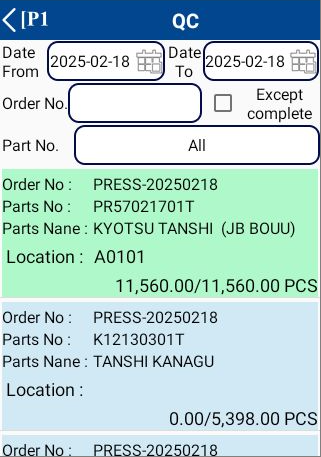 [P1 QC
Date From 2025-02-18 Date To 2025-02-18
Order No. Except complete
Part No. All
Order No : PRESS-20250218
Parts No : PR57021701T
Parts Nane : KYOTSU TANSHI (JB BOUU)
Location : A0101
11,560.00/11,560.00 PCS
Order No : PRESS-20250218
Parts No : K12130301T
Parts Nane : TANSHI KANAGU
Location :
0.00/5,398.00 PCS
Order No : PRESS-20250218